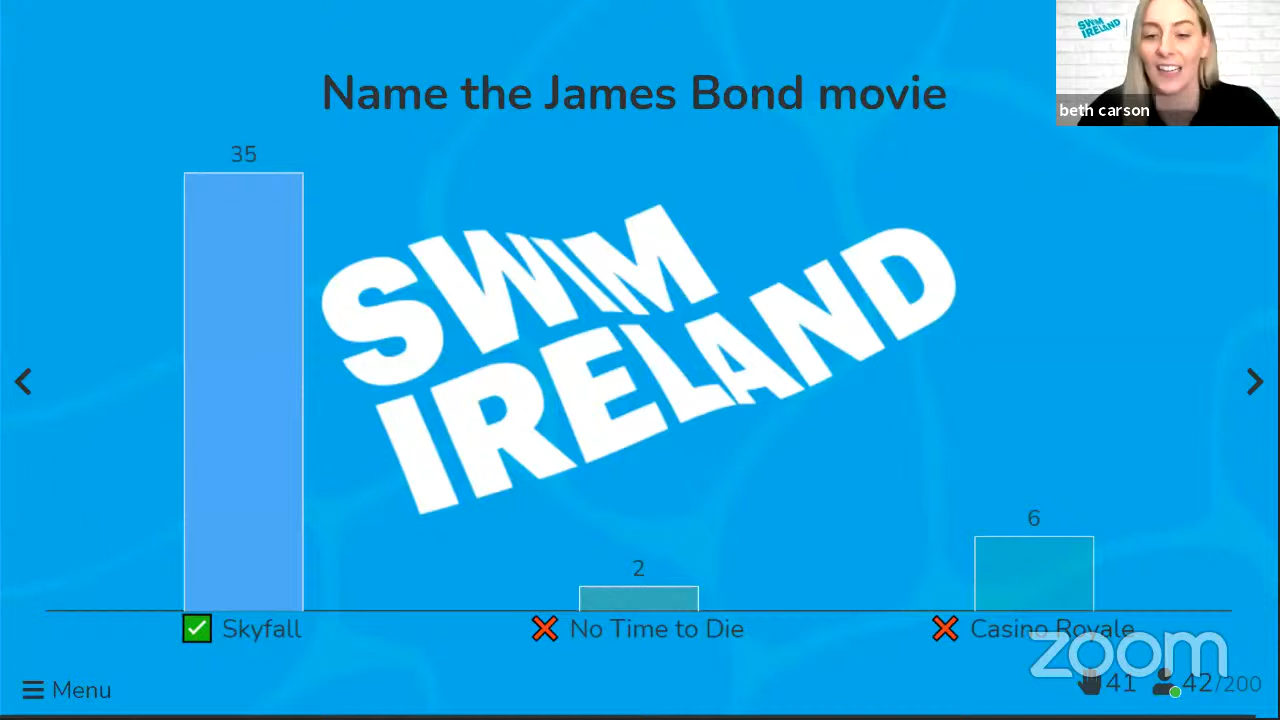 Name the James Bond movie
SWIM
IRELAND
beth carson
35
SWIM
IRELAND
2
6
Skyfall
No Time to Die
Casino Royale
zoom
Menu
41
42/200